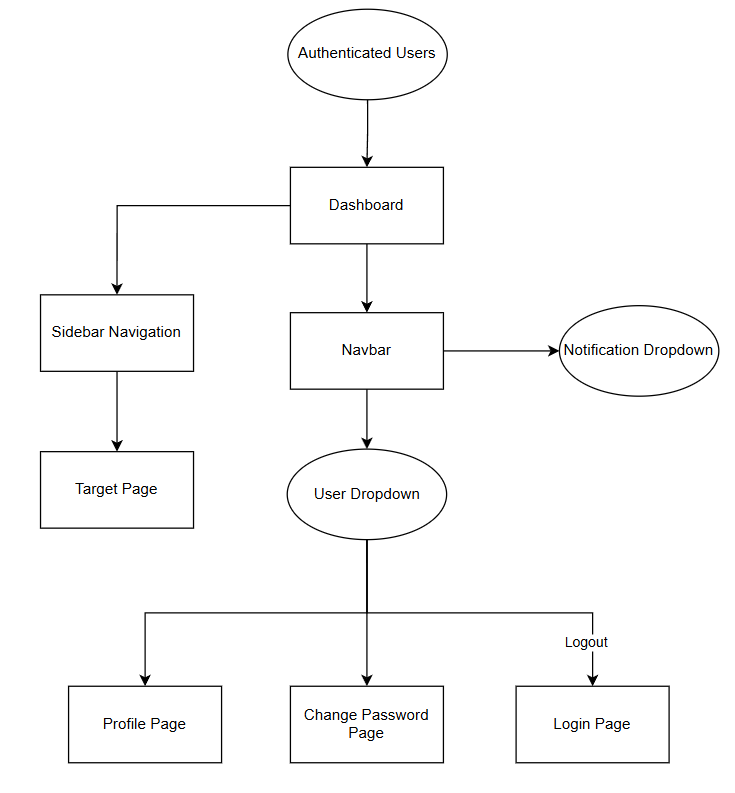 Authenticated Users
Dashboard
Sidebar Navigation
Navbar
Notification Dropdown
Target Page
User Dropdown
Logout
Profile Page
Change Password
Page
Login Page